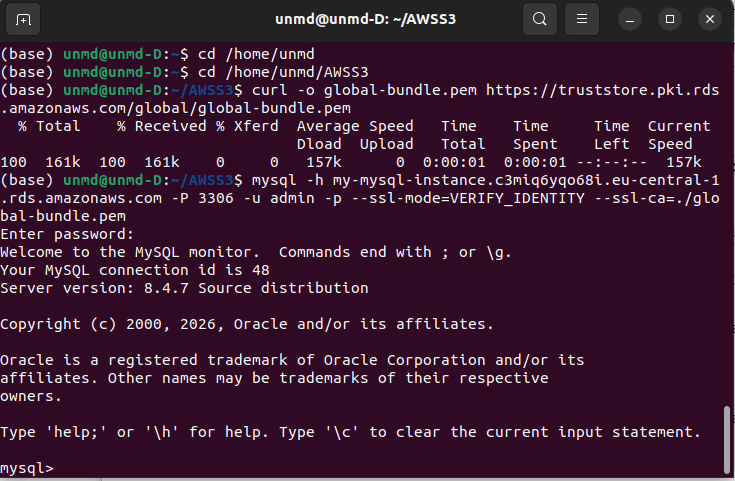 unmd@unmd-D: ~/AWSS3
(base) unmd@unmd-D:~$ cd /home/unmd
(base) unmd@unmd-D:~$ cd /home/unmd/AWSS3
(base) unmd@unmd-D:~/AWSS3$ curl -o global-bundle.pem https://truststore.pki.rds
.amazonaws.com/global/global-bundle.pem
  % Total    % Received % Xferd  Average Speed   Time    Time     Time  Current
                                 Dload  Upload   Total   Spent    Left  Speed
100  161k  100  161k    0     0   157k      0  0:00:01  0:00:01 --:--:--  157k
(base) unmd@unmd-D:~/AWSS3$ mysql -h my-mysql-instance.c3miq6yqo68i.eu-central-1
.rds.amazonaws.com -P 3306 -u admin -p --ssl-mode=VERIFY_IDENTITY --ssl-ca=./glo
bal-bundle.pem
Enter password:
Welcome to the MySQL monitor.  Commands end with ; or \g.
Your MySQL connection id is 48
Server version: 8.4.7 Source distribution

Copyright (c) 2000, 2026, Oracle and/or its affiliates.

Oracle is a registered trademark of Oracle Corporation and/or its
affiliates. Other names may be trademarks of their respective
owners.

Type 'help;' or '\h' for help. Type '\c' to clear the current input statement.

mysql>